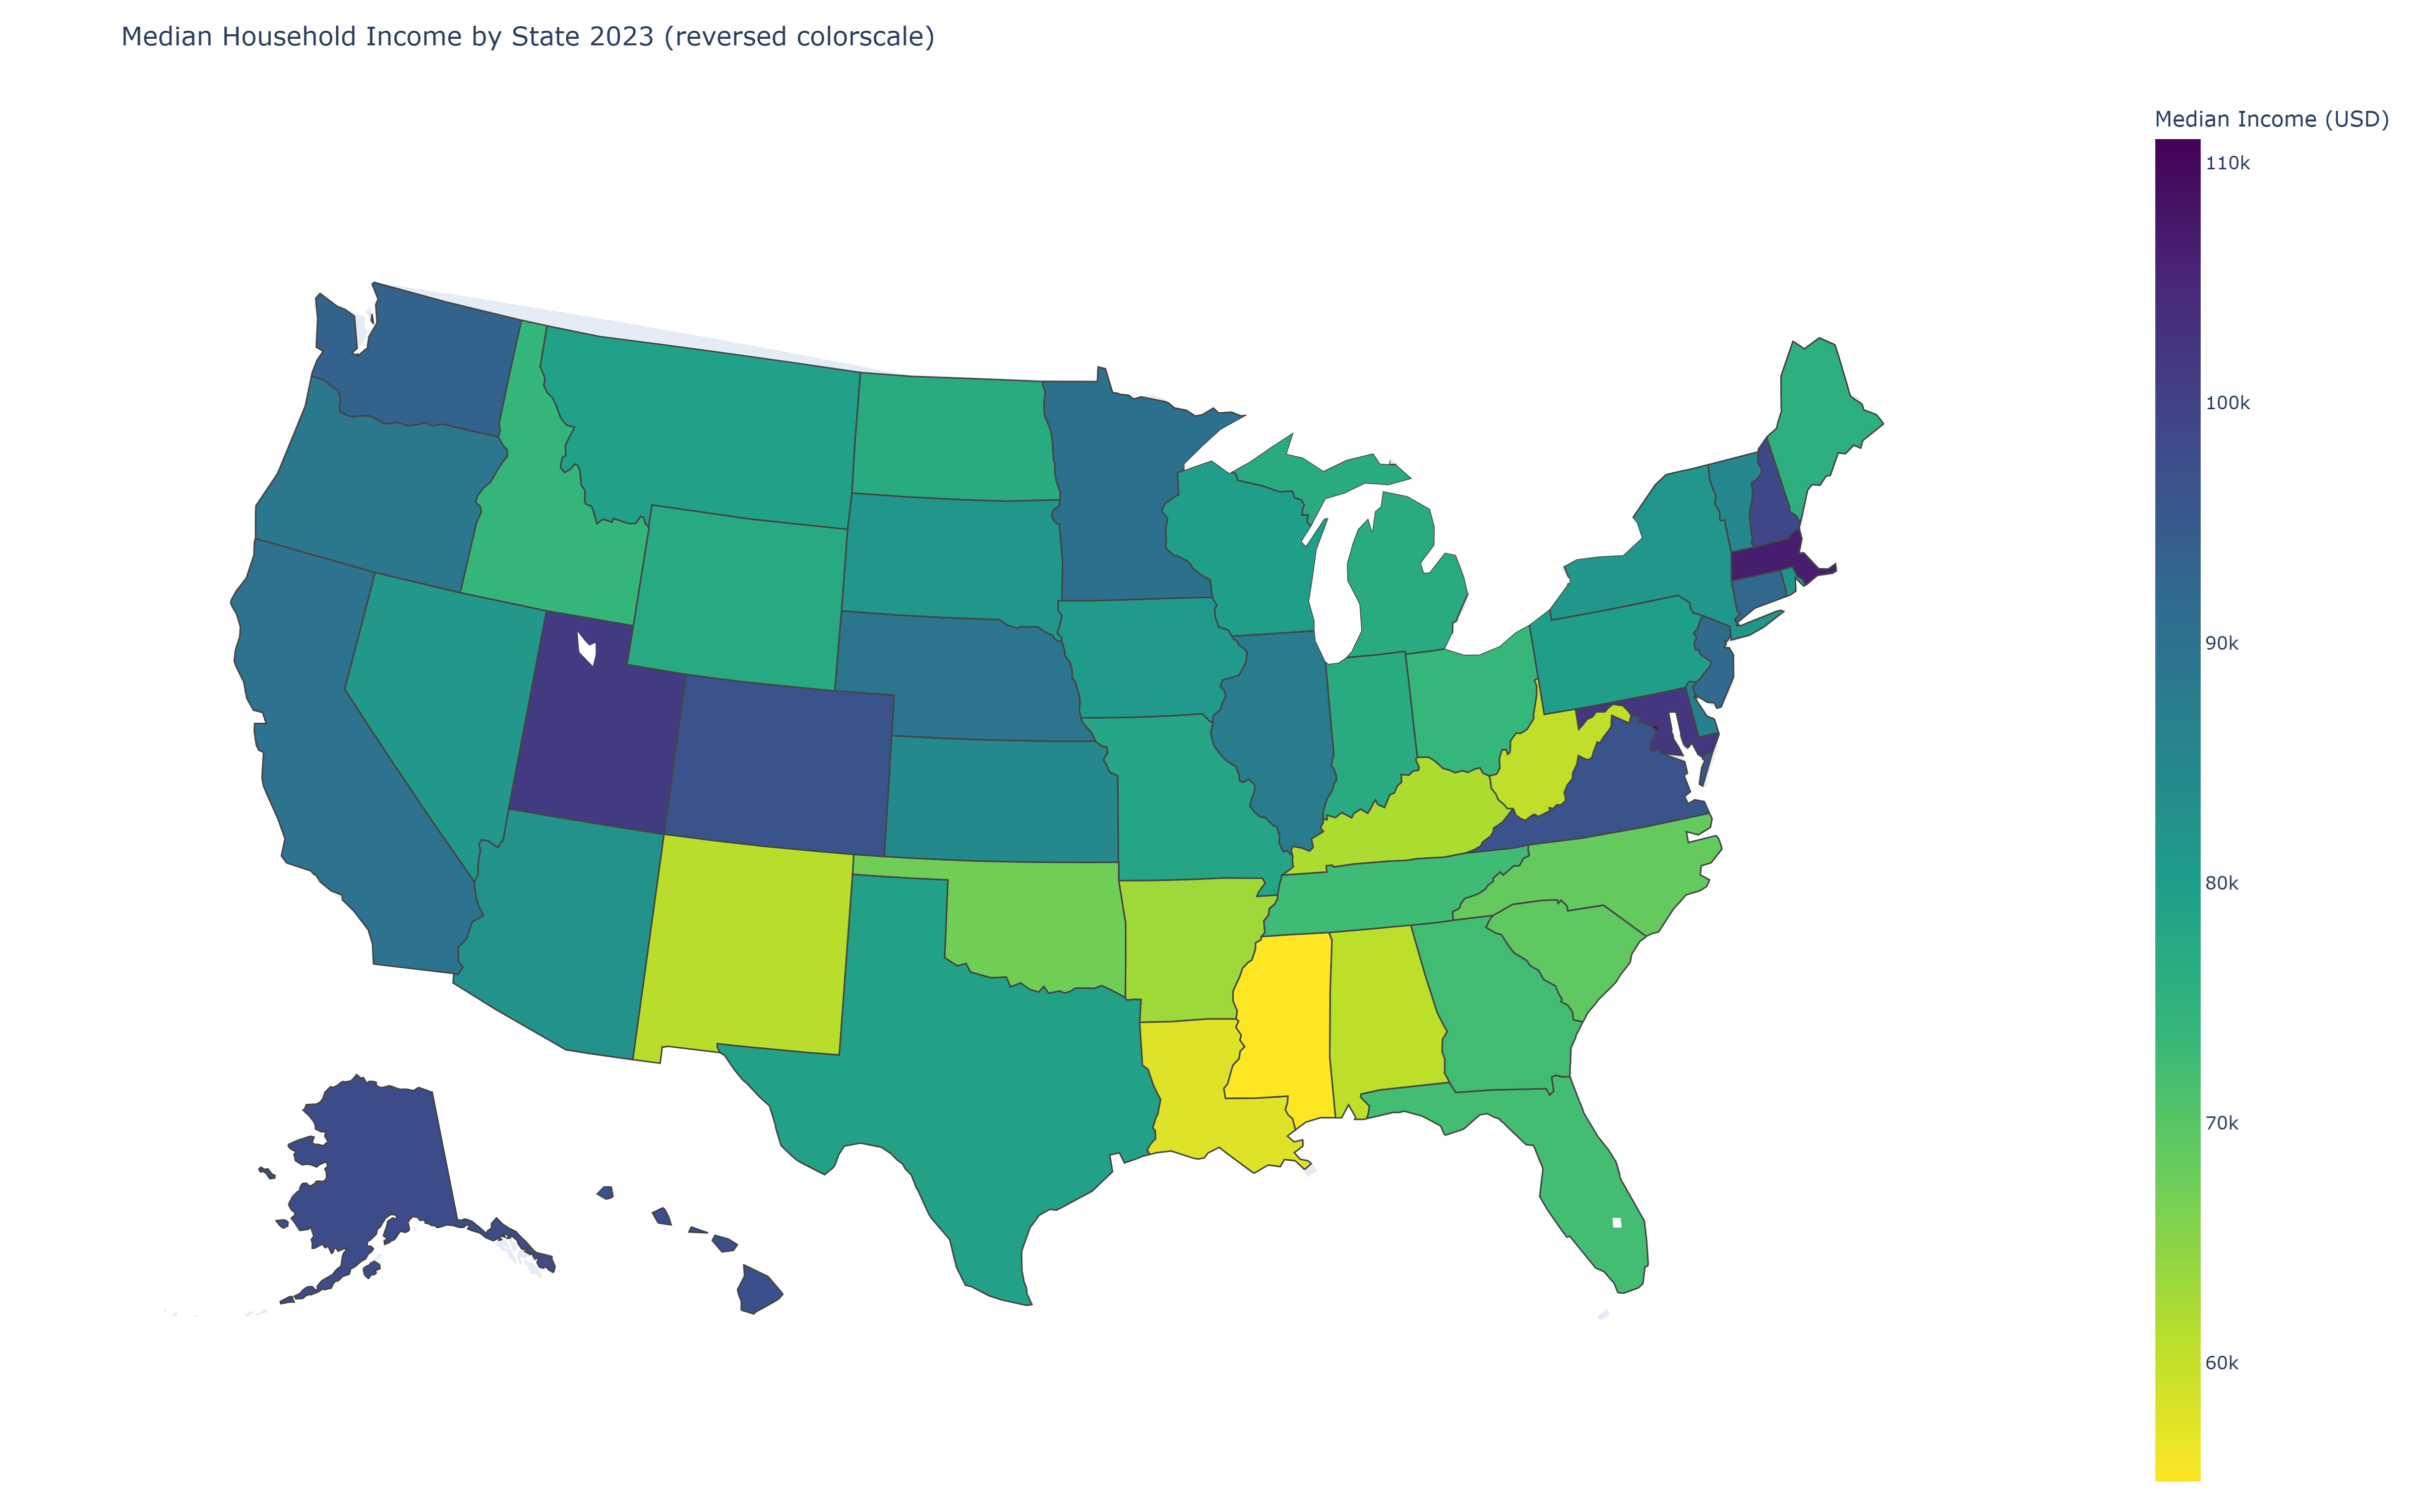 Median Household Income by State 2023 (reversed colorscale)
Median Income (USD)
110k
100k
90k
80k
70k
60k